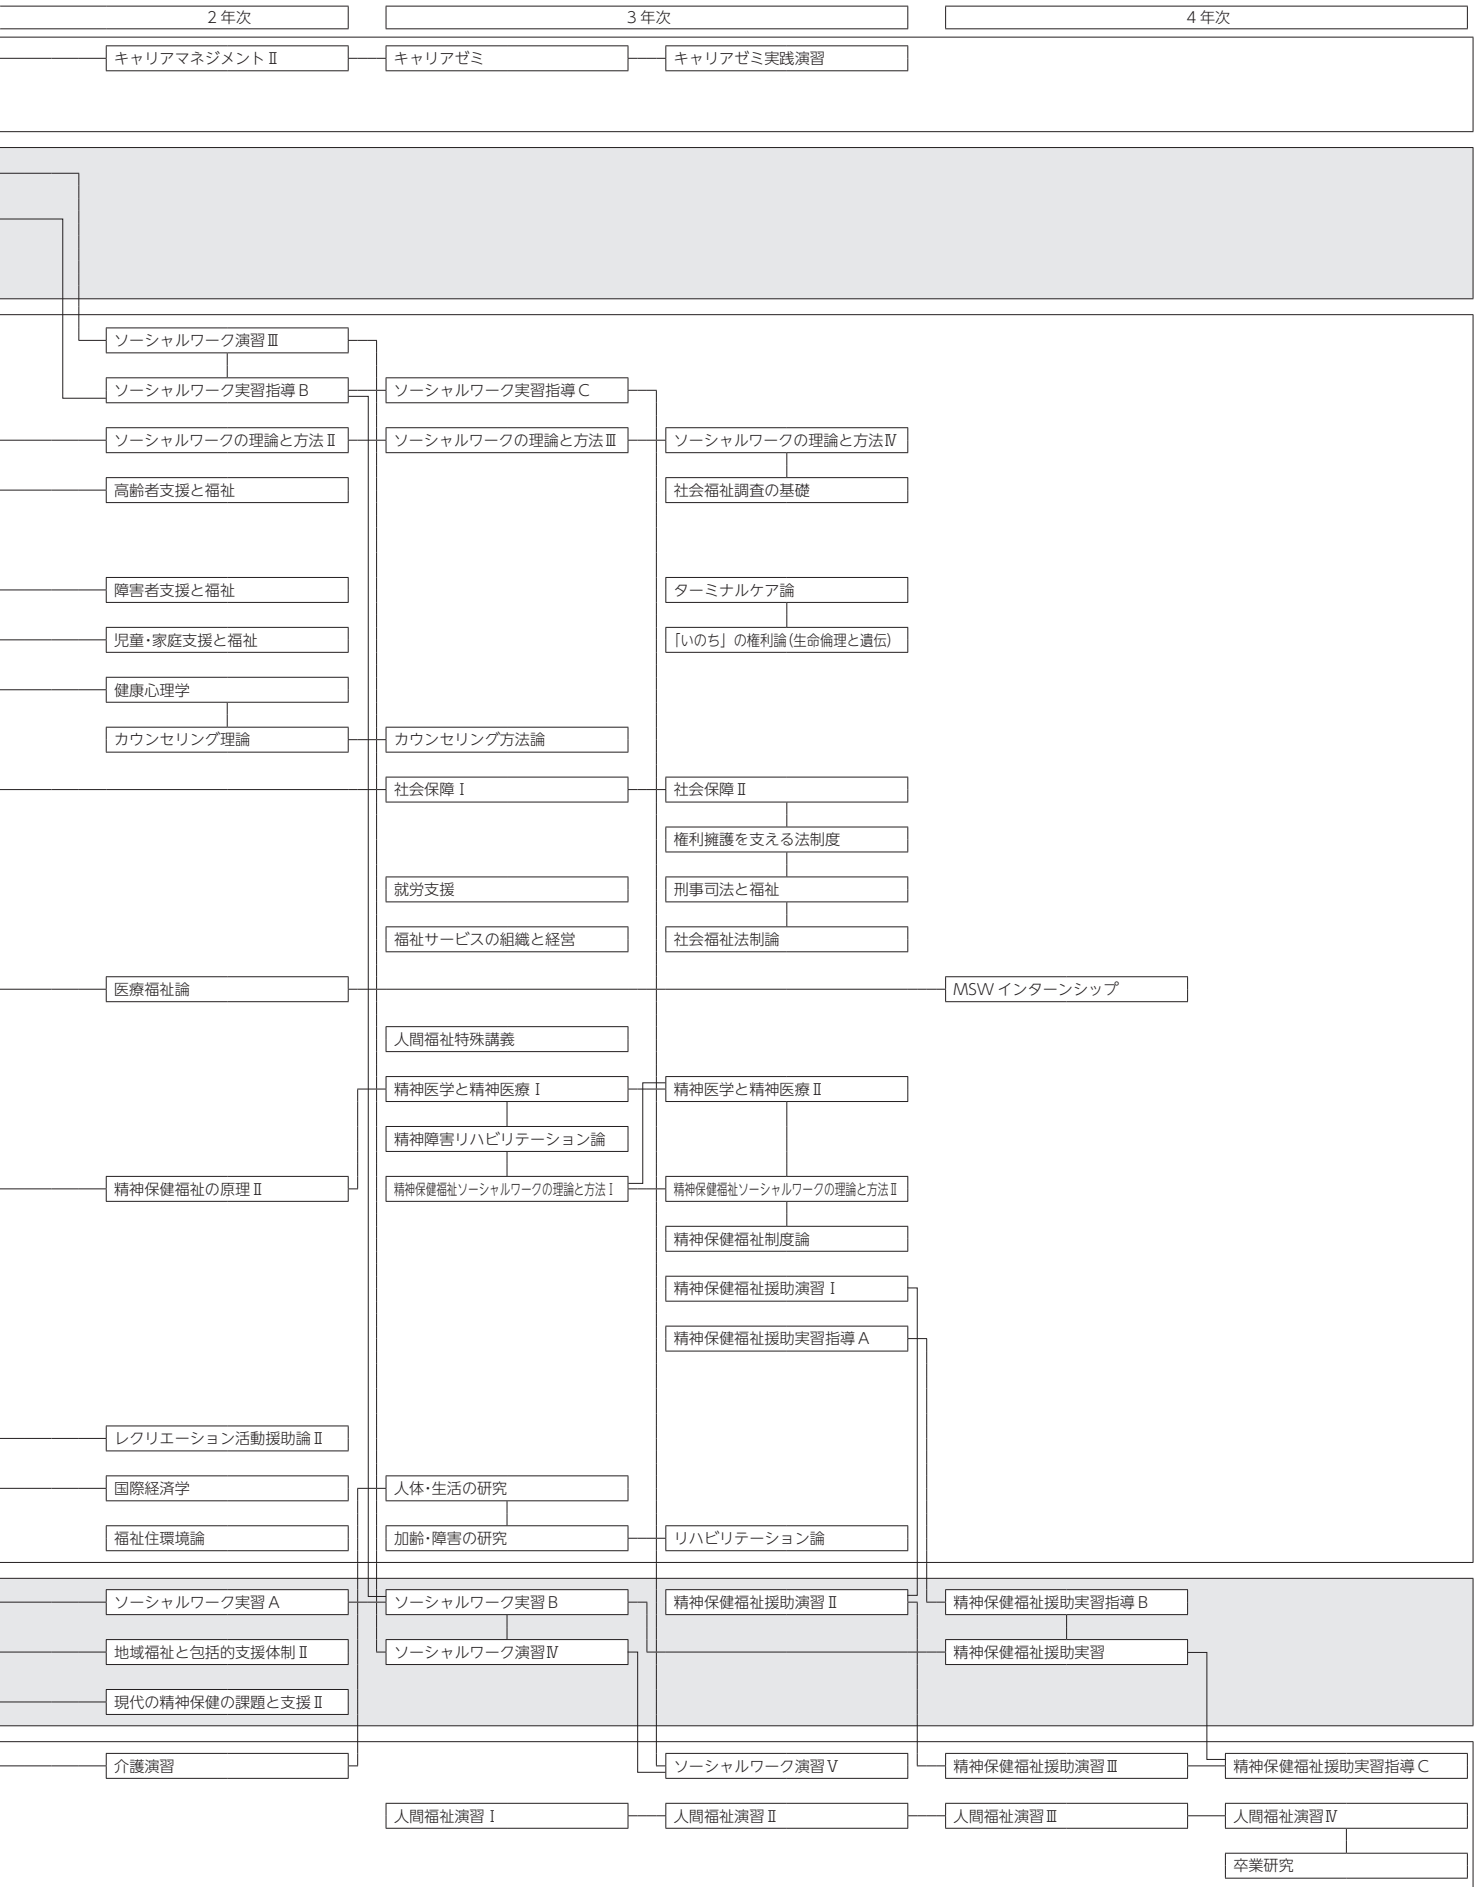 2年次
3年次
4年次
キャリアマネジメントⅡ
キャリアゼミ
キャリアゼミ実践演習
ソーシャルワーク演習Ⅲ
ソーシャルワーク実習指導B
ソーシャルワーク実習指導C
ソーシャルワークの理論と方法Ⅱ
ソーシャルワークの理論と方法Ⅲ
ソーシャルワークの理論と方法Ⅳ
高齢者支援と福祉
社会福祉調査の基礎
障害者支援と福祉
ターミナルケア論
児童・家庭支援と福祉
「いのち」の権利論(生命倫理と遺伝)
健康心理学
カウンセリング理論
カウンセリング方法論
社会保障Ⅰ
社会保障Ⅱ
権利擁護を支える法制度
就労支援
刑事司法と福祉
福祉サービスの組織と経営
社会福祉法制論
医療福祉論
MSWインターンシップ
人間福祉特殊講義
精神医学と精神医療Ⅰ
精神医学と精神医療Ⅱ
精神障害リハビリテーション論
精神保健福祉の原理Ⅱ
精神保健福祉ソーシャルワークの理論と方法Ⅰ
精神保健福祉ソーシャルワークの理論と方法Ⅱ
精神保健福祉制度論
精神保健福祉援助演習Ⅰ
精神保健福祉援助実習指導A
レクリエーション活動援助論Ⅱ
国際経済学
人体・生活の研究
福祉住環境論
加齢・障害の研究
リハビリテーション論
ソーシャルワーク実習A
ソーシャルワーク実習B
精神保健福祉援助演習Ⅱ
精神保健福祉援助実習指導B
地域福祉と包括的支援体制Ⅱ
ソーシャルワーク演習Ⅳ
精神保健福祉援助実習
現代の精神保健の課題と支援Ⅱ
介護演習
ソーシャルワーク演習Ⅴ
精神保健福祉援助演習Ⅲ
精神保健福祉援助実習指導C
人間福祉演習Ⅰ
人間福祉演習Ⅱ
人間福祉演習Ⅲ
人間福祉演習Ⅳ
卒業研究